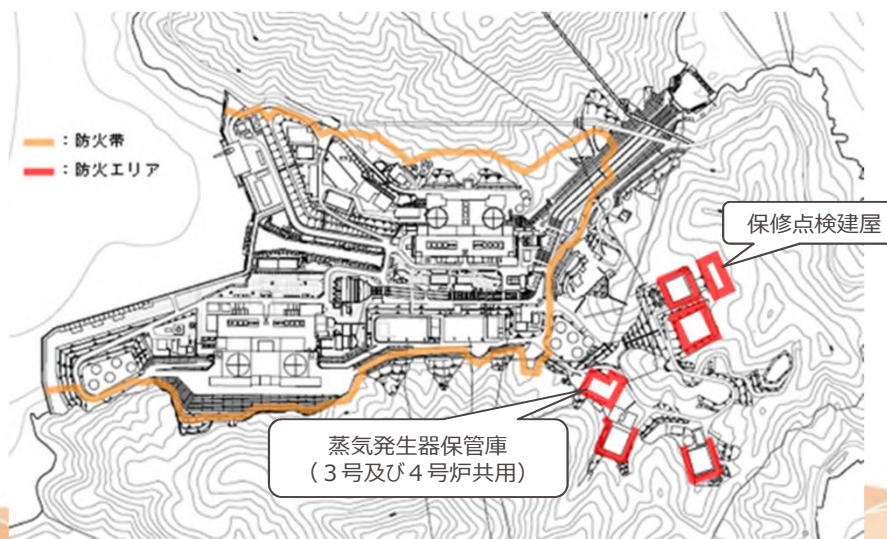 ：防火帯
：防火エリア
保修点検建屋
蒸気発生器保管庫
（３号及び４号炉共用）